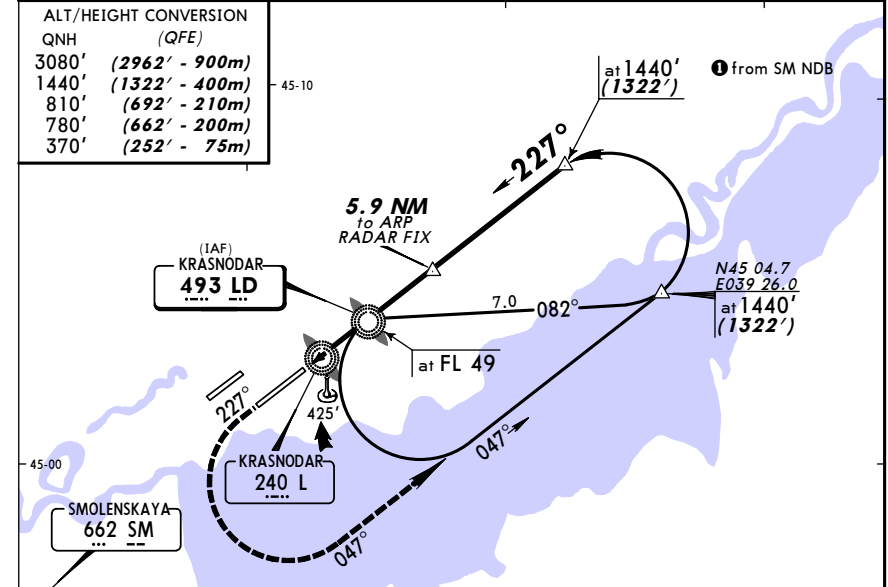 ALT/HEIGHT CONVERSION
QNH (QFE)
3080' (2962' - 900m)
1440' (1322' - 400m)
810' (692' - 210m)
780' (662' - 200m)
370' (252' - 75m)
45-10
at 1440'
(1322')
1 from SM NDB
227°
5.9 NM
to ARP
RADAR FIX
(IAF)
KRASNODAR
493 LD
N45 04.7
E039 26.0
at 1440'
(1322')
7.0 082°
at FL 49
227°
425'
047°
45-00
KRASNODAR
240 L
SMOLENSKAYA
662 SM
047°